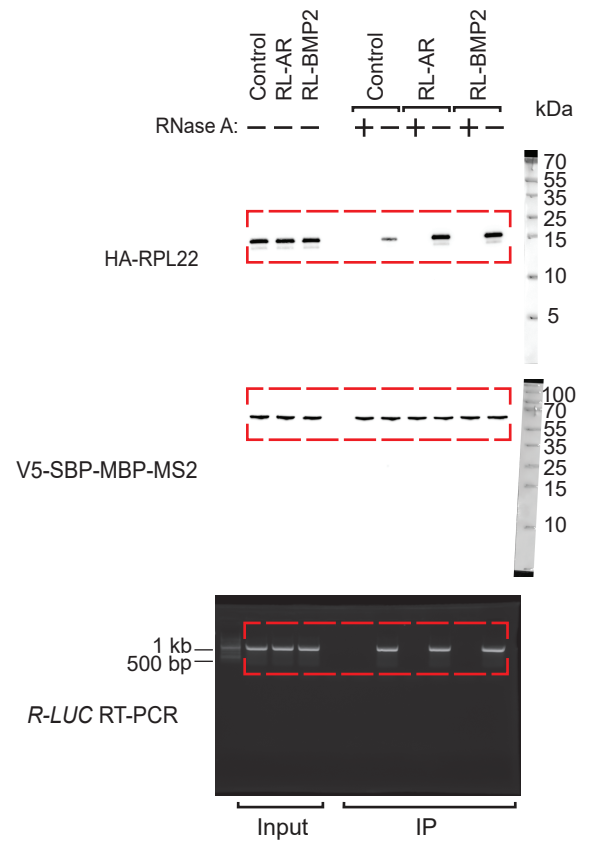 Control
RL-AR
RL-BMP2
Control
RL-AR
RL-BMP2
kDa
RNase A: – – – + – + – + –
70
55
35
25
15
10
5
HA-RPL22
100
70
55
35
25
15
10
V5-SBP-MBP-MS2
1 kb
500 bp
R-LUC RT-PCR
Input
IP